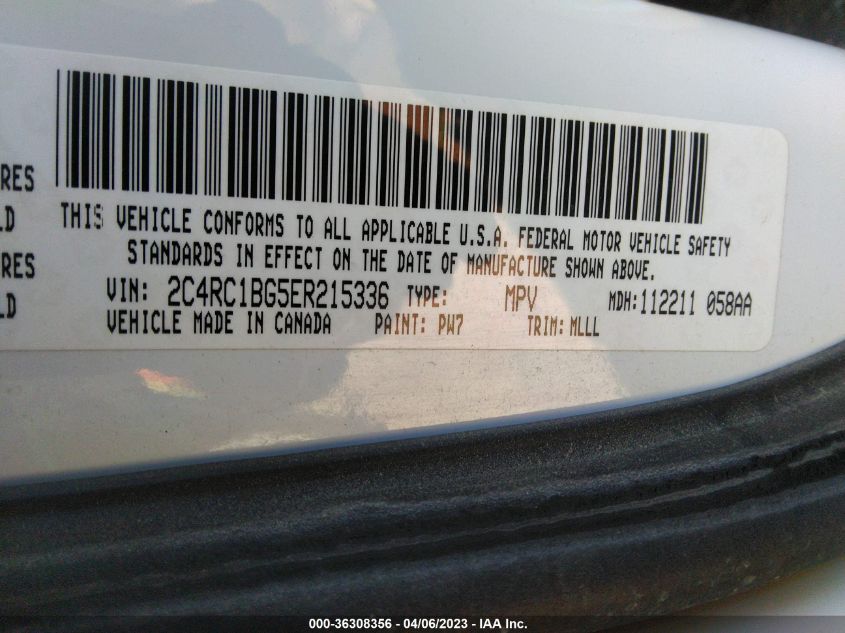 RES
LD
THIS VEHICLE CONFORMS TO ALL APPLICABLE U.S.A. FEDERAL MOTOR VEHICLE SAFETY
STANDARDS IN EFFECT ON THE DATE OF MANUFACTURE SHOWN ABOVE.
RES
LD
VIN: 2C4RC1BG5ER215336 TYPE: MPV MDH:112211 058AA
VEHICLE MADE IN CANADA PAINT: PW7 TRIM: MLLL
000-36308356 - 04/06/2023 - IAA Inc.